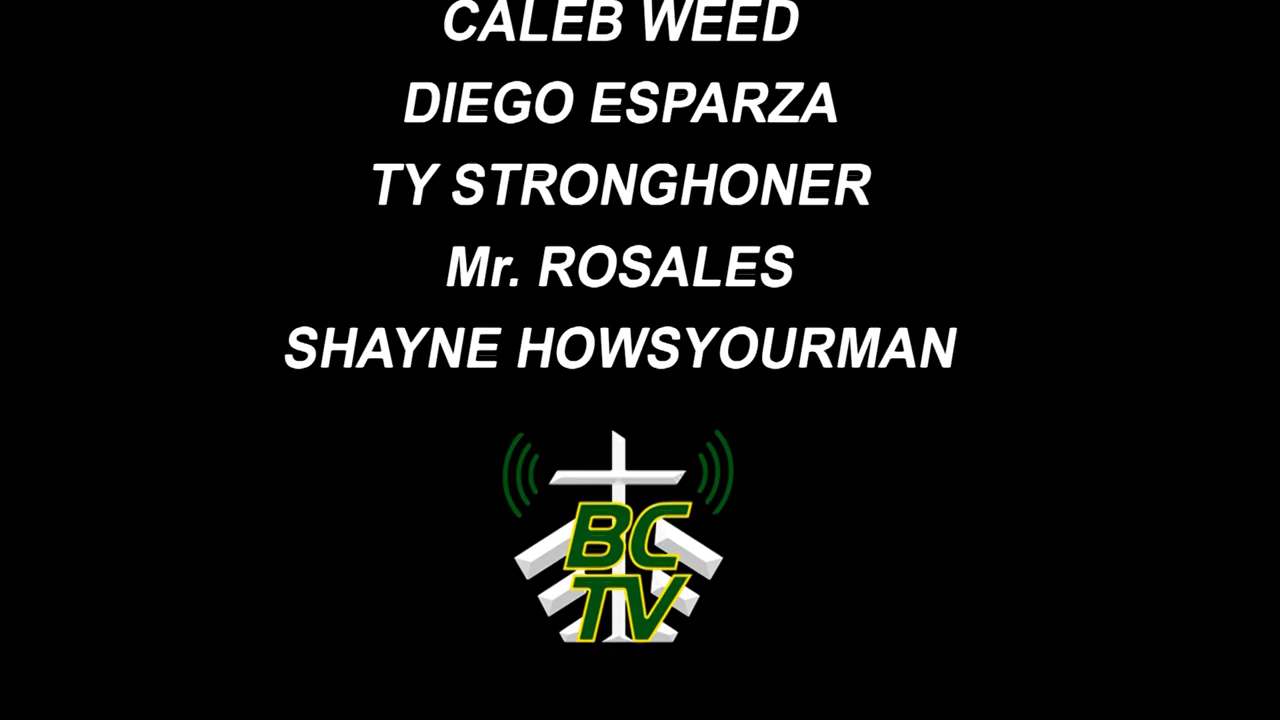 CALEB WEED
DIEGO ESPARZA
TY STRONGHONER
Mr. ROSALES
SHAYNE HOWSYOURMAN
BC
TV